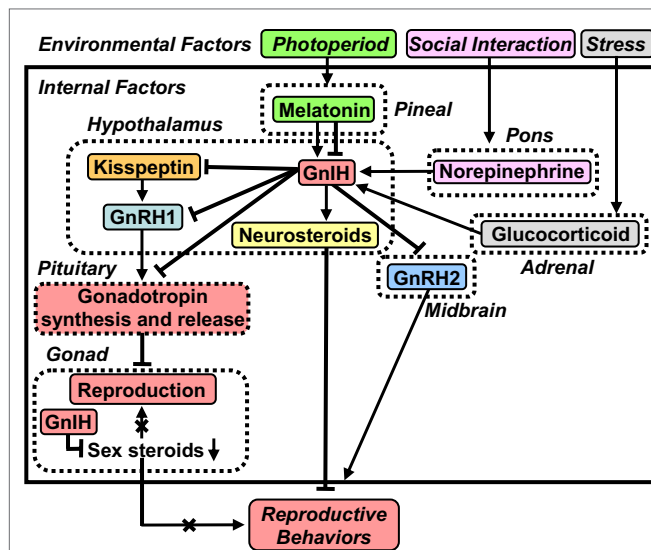 Environmental Factors Photoperiod Social Interaction Stress
Internal Factors
Melatonin Pineal
Hypothalamus
Pons
Kisspeptin GnIH Norepinephrine
GnRH1
Neurosteroids Glucocorticoid
Pituitary Adrenal
GnRH2
Gonadotropin
synthesis and release
Midbrain
Gonad
Reproduction
GnIH
Sex steroids
Reproductive
Behaviors